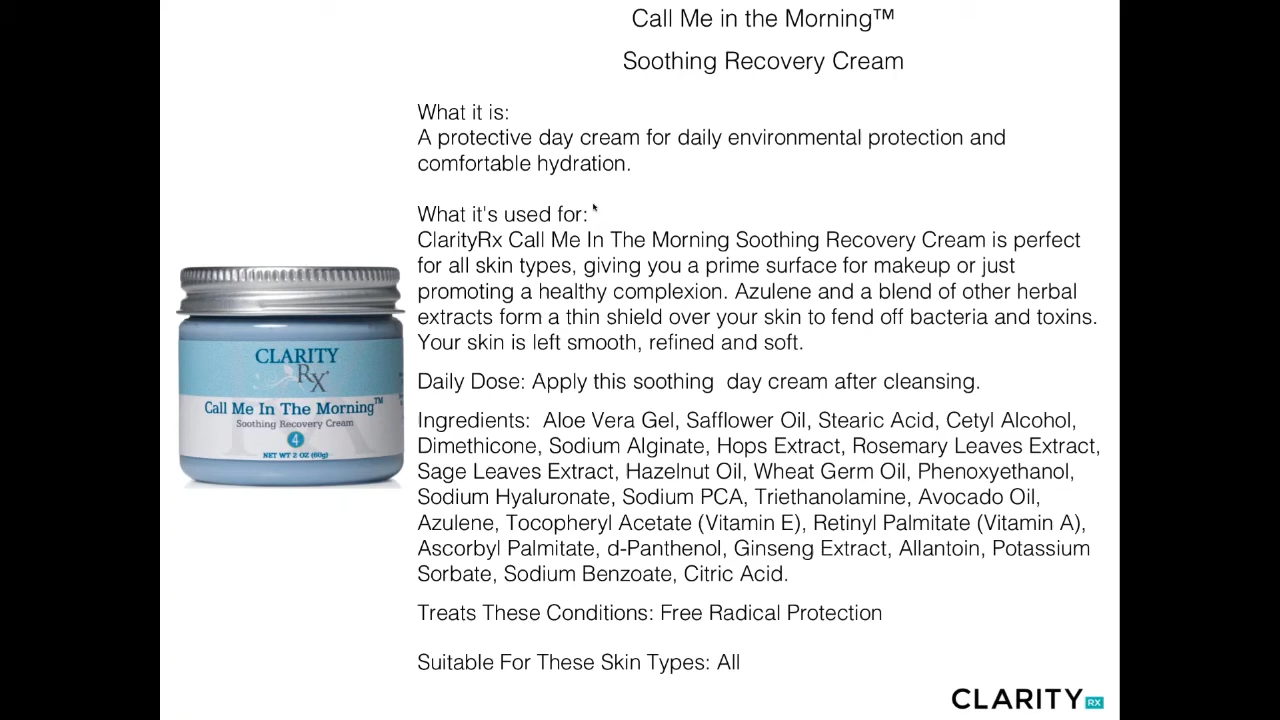 Call Me in the Morning™
Soothing Recovery Cream
What it is:
A protective day cream for daily environmental protection and
comfortable hydration.
What it's used for:
ClarityRx Call Me In The Morning Soothing Recovery Cream is perfect
for all skin types, giving you a prime surface for makeup or just
promoting a healthy complexion. Azulene and a blend of other herbal
extracts form a thin shield over your skin to fend off bacteria and toxins.
Your skin is left smooth, refined and soft.
Daily Dose: Apply this soothing  day cream after cleansing.
Ingredients:  Aloe Vera Gel, Safflower Oil, Stearic Acid, Cetyl Alcohol,
Dimethicone, Sodium Alginate, Hops Extract, Rosemary Leaves Extract,
Sage Leaves Extract, Hazelnut Oil, Wheat Germ Oil, Phenoxyethanol,
Sodium Hyaluronate, Sodium PCA, Triethanolamine, Avocado Oil,
Azulene, Tocopheryl Acetate (Vitamin E), Retinyl Palmitate (Vitamin A),
Ascorbyl Palmitate, d-Panthenol, Ginseng Extract, Allantoin, Potassium
Sorbate, Sodium Benzoate, Citric Acid.
Treats These Conditions: Free Radical Protection
Suitable For These Skin Types: All
CLARITY
RX
Call Me In The Morning™
Soothing Recovery Cream
4
NET WT 2 OZ (60g)
CLARITY RX